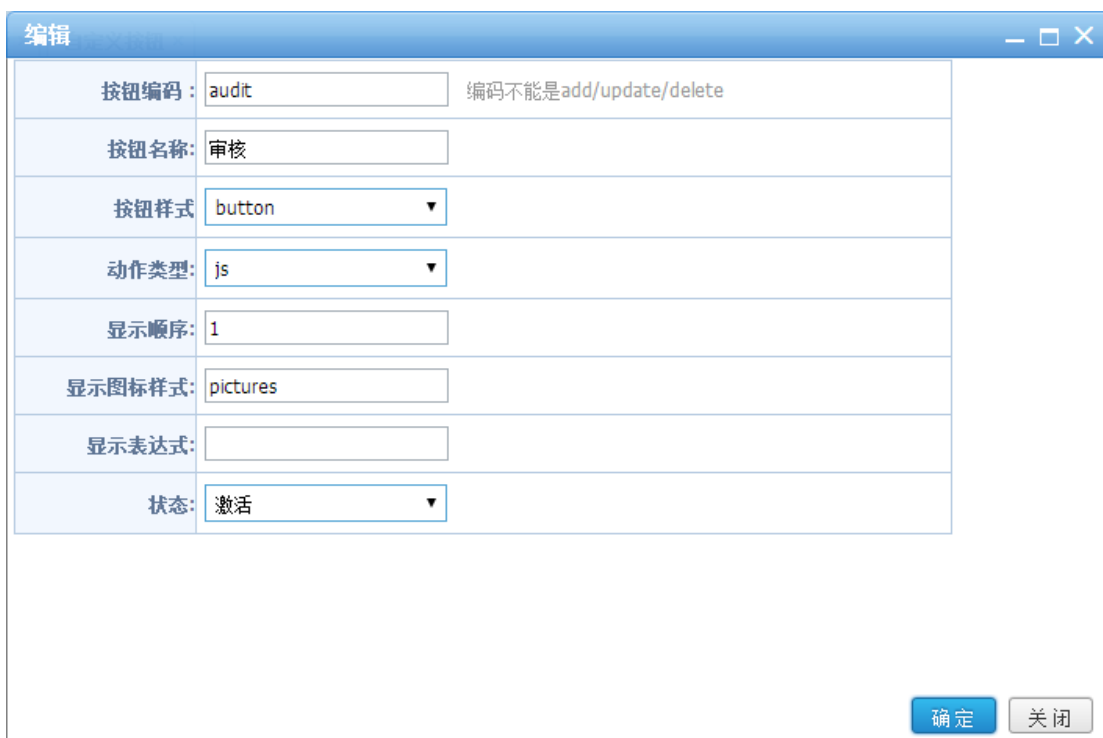 编辑
按钮编码： audit 编码不能是add/update/delete
按钮名称: 审核
按钮样式 button
动作类型: js
显示顺序: 1
显示图标样式: pictures
显示表达式:
状态: 激活
确定 关闭